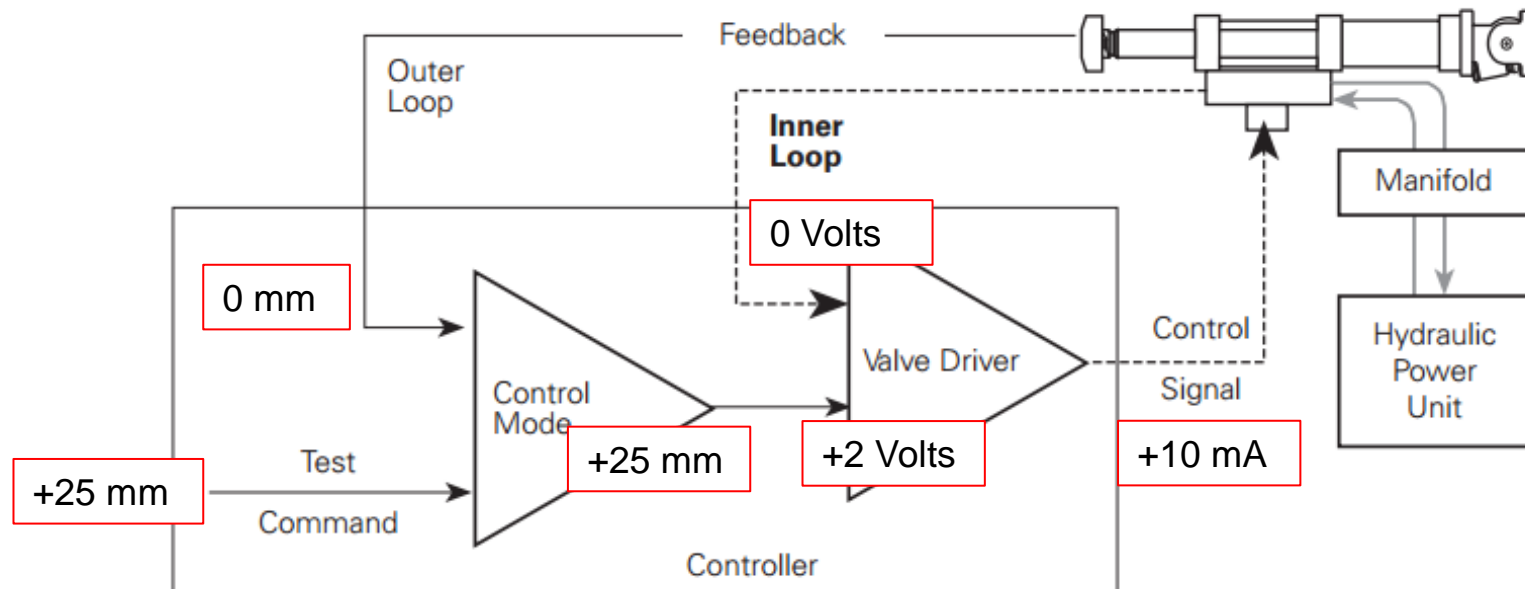 Feedback
Outer
Loop
Inner
Loop
Manifold
0 Volts
0 mm
Control
Signal
Valve Driver
Hydraulic
Power
Unit
Control
Mode
+25 mm
+2 Volts
+10 mA
+25 mm
Test
Command
Controller